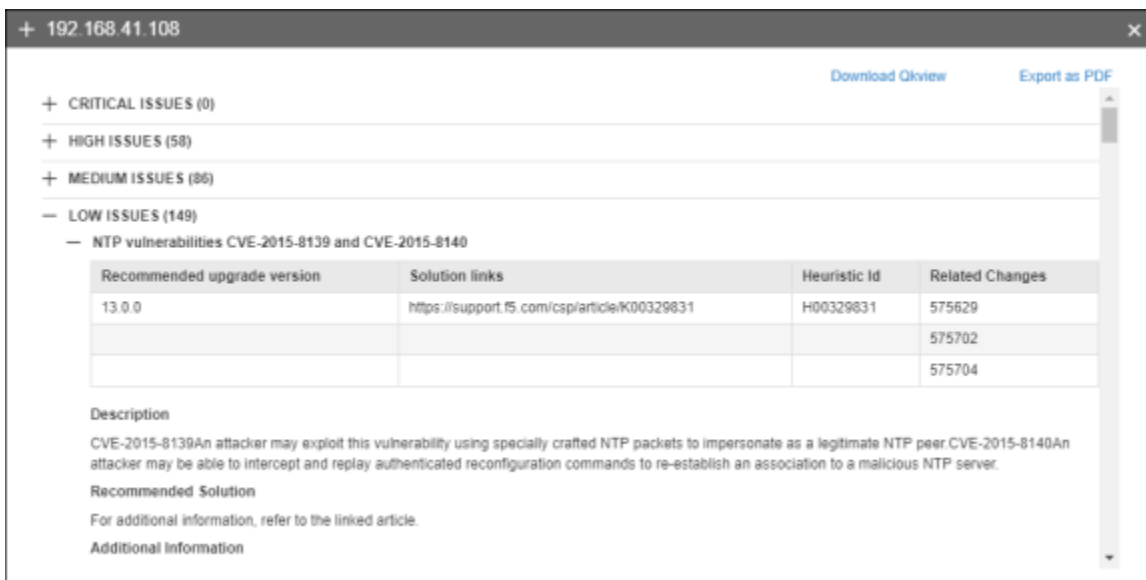 + 192.168.41.108 ×
Download Qkview Export as PDF
+ CRITICAL ISSUES (0)
+ HIGH ISSUES (58)
+ MEDIUM ISSUES (86)
— LOW ISSUES (149)
— NTP vulnerabilities CVE-2015-8139 and CVE-2015-8140
Recommended upgrade version Solution links Heuristic Id Related Changes
13.0.0 https://support.f5.com/csp/article/K00329831 H00329831 575629
575702
575704
Description
CVE-2015-8139An attacker may exploit this vulnerability using specially crafted NTP packets to impersonate as a legitimate NTP peer.CVE-2015-8140An
attacker may be able to intercept and replay authenticated reconfiguration commands to re-establish an association to a malicious NTP server.
Recommended Solution
For additional information, refer to the linked article.
Additional Information